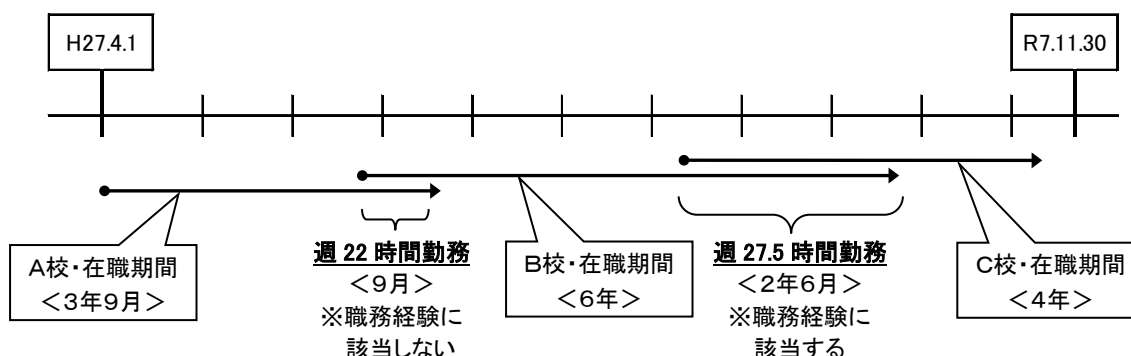 H27.4.1
R7.11.30
A校・在職期間
＜３年９月＞
週 22 時間勤務
＜９月＞
※職務経験に
該当しない
B校・在職期間
＜６年＞
週 27.5 時間勤務
＜２年６月＞
※職務経験に
該当する
C校・在職期間
＜４年＞